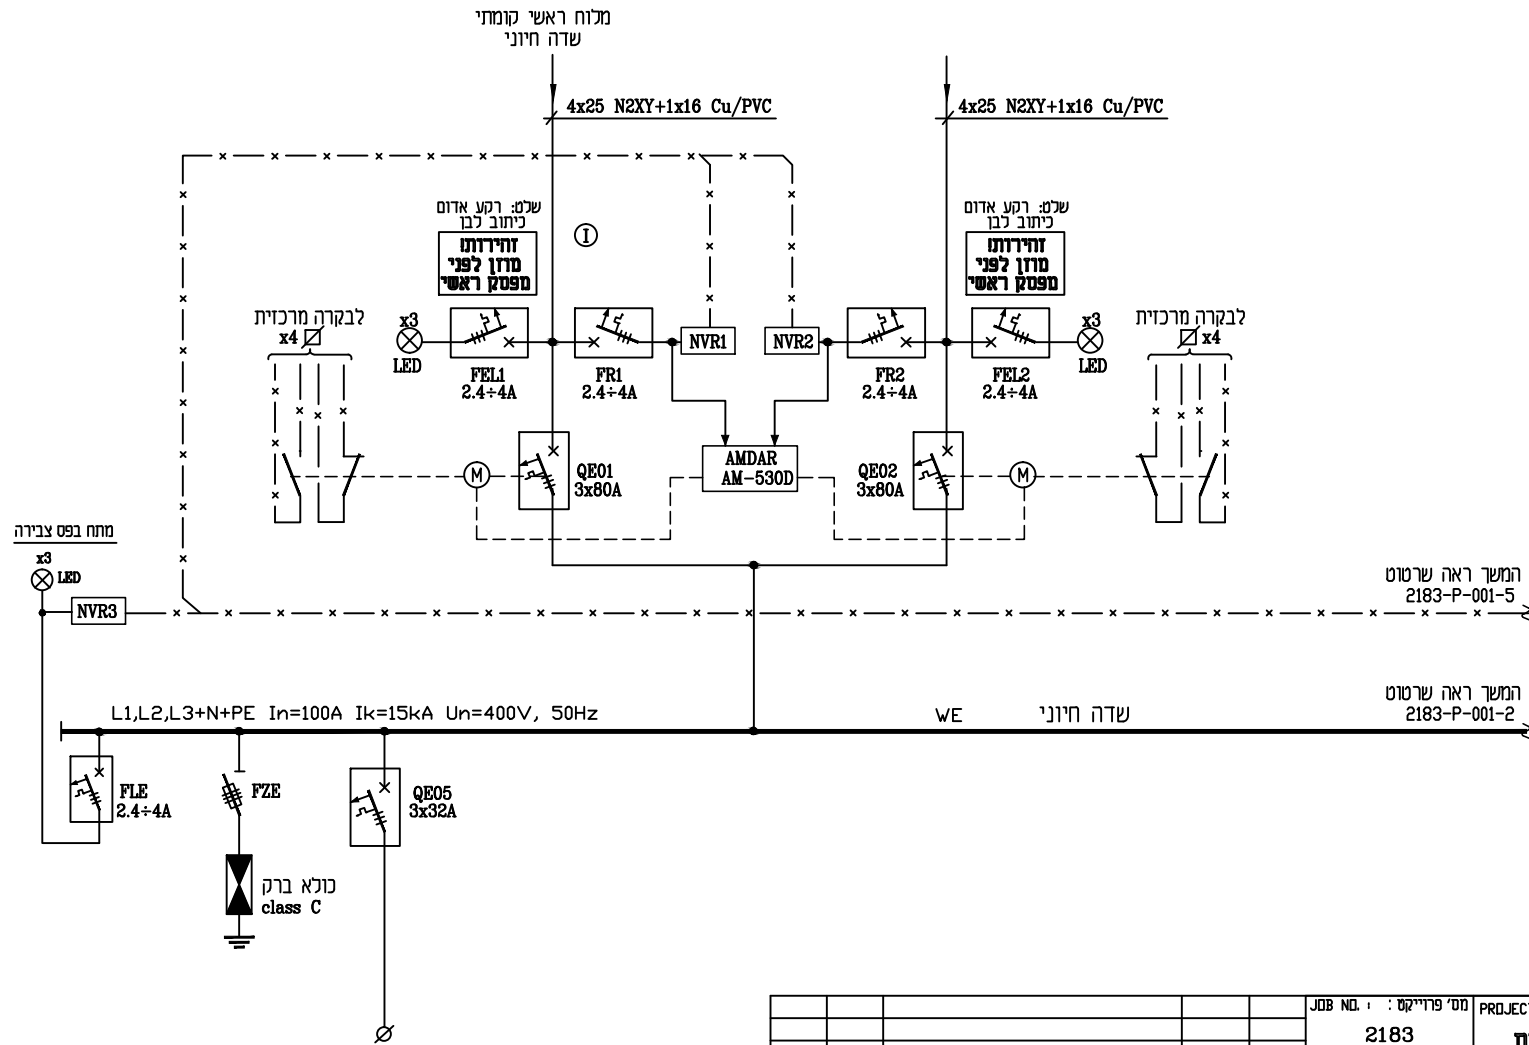 מלוח ראשי קומתי
שדה חיוני
4x25 N2XY+1x16 Cu/PVC
4x25 N2XY+1x16 Cu/PVC
שלט: רקע אדום
כיתוב לבן
זהירות!
מוזן לפני
מפסק ראשי
I
שלט: רקע אדום
כיתוב לבן
זהירות!
מוזן לפני
מפסק ראשי
לבקרה מרכזית
x4
x3
LED
FEL1
2.4÷4A
FR1
2.4÷4A
NVR1
NVR2
FR2
2.4÷4A
FEL2
2.4÷4A
x3
LED
לבקרה מרכזית
x4
M
QE01
3x80A
AMDAR
AM-530D
QE02
3x80A
M
מתח בפס צבירה
x3
LED
NVR3
המשך ראה שרטוט
2183-P-001-5
L1,L2,L3+N+PE In=100A Ik=15kA Un=400V, 50Hz
WE
שדה חיוני
המשך ראה שרטוט
2183-P-001-2
FLE
2.4÷4A
FZE
QE05
3x32A
כולא ברק
class C
JOB NO. : מס' פרוייקט :
2183
PROJECT